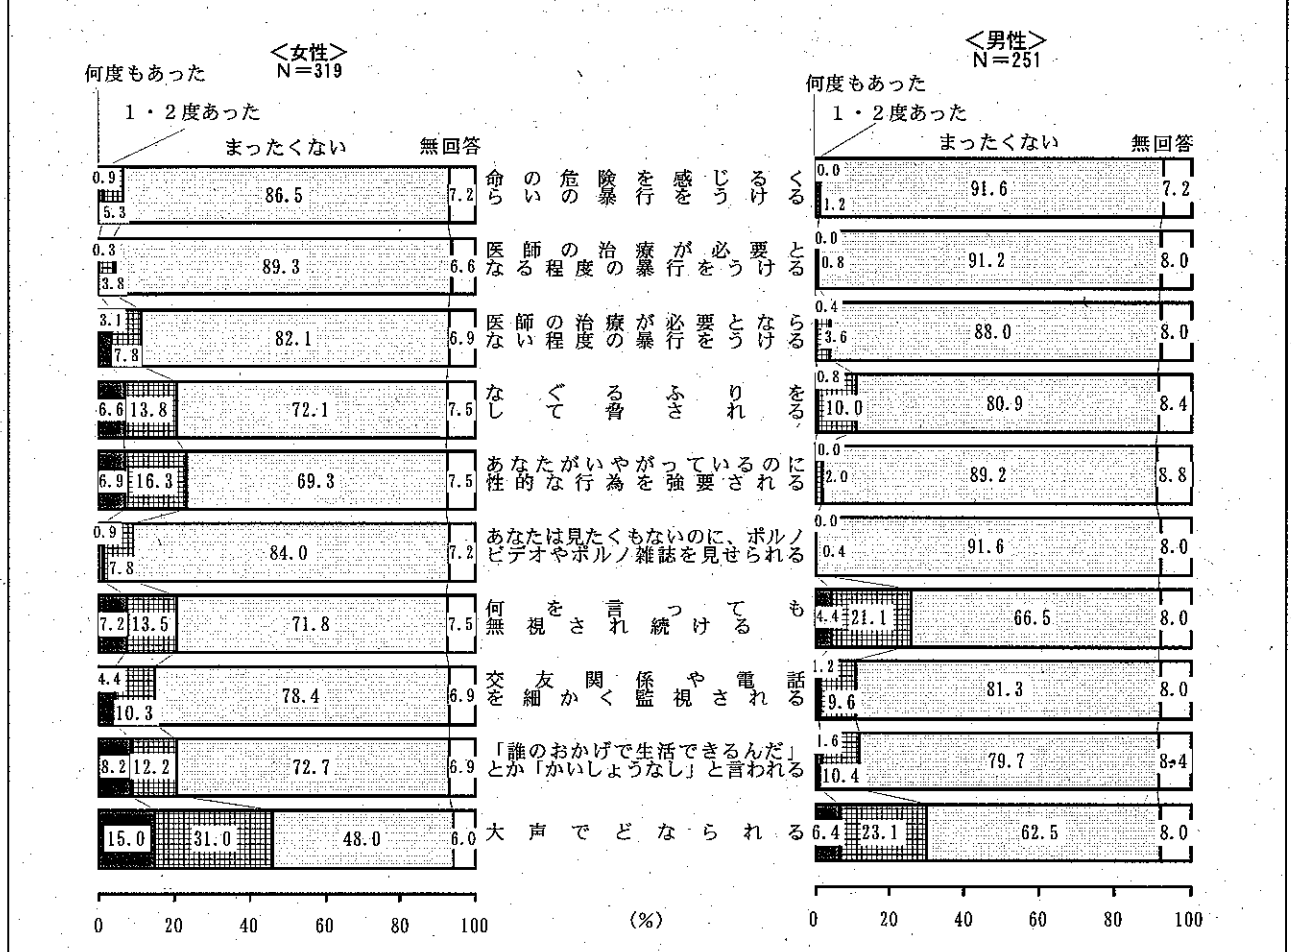 ＜女性＞
Ｎ＝319
何度もあった
１・２度あった
まったくない 無回答
0.9 5.3 86.5 7.2
0.3 3.8 89.3 6.6
3.1 7.8 82.1 6.9
6.6 13.8 72.1 7.5
6.9 16.3 69.3 7.5
0.9 7.8 84.0 7.2
7.2 13.5 71.8 7.5
4.4 10.3 78.4 6.9
8.2 12.2 72.7 6.9
15.0 31.0 48.0 6.0
0 20 40 60 80 100
命の危険を感じるく
らいの暴行をうける
医師の治療が必要と
なる程度の暴行をうける
医師の治療が必要となら
ない程度の暴行をうける
なぐるふりを
して脅される
あなたがいやがっているのに
性的な行為を強要される
あなたは見たくもないのに、ポルノ
ビデオやポルノ雑誌を見せられる
何を言っても
無視され続ける
交友関係や電話
を細かく監視される
「誰のおかげで生活できるんだ」
とか「かいしょうなし」と言われる
大声でどなられる
（%）
＜男性＞
Ｎ＝251
何度もあった
１・２度あった
まったくない 無回答
0.0 1.2 91.6 7.2
0.0 0.8 91.2 8.0
0.4 3.6 88.0 8.0
0.8 10.0 80.9 8.4
0.0 2.0 89.2 8.8
0.0 0.4 91.6 8.0
4.4 21.1 66.5 8.0
1.2 9.6 81.3 8.0
1.6 10.4 79.7 8.4
6.4 23.1 62.5 8.0
0 20 40 60 80 100